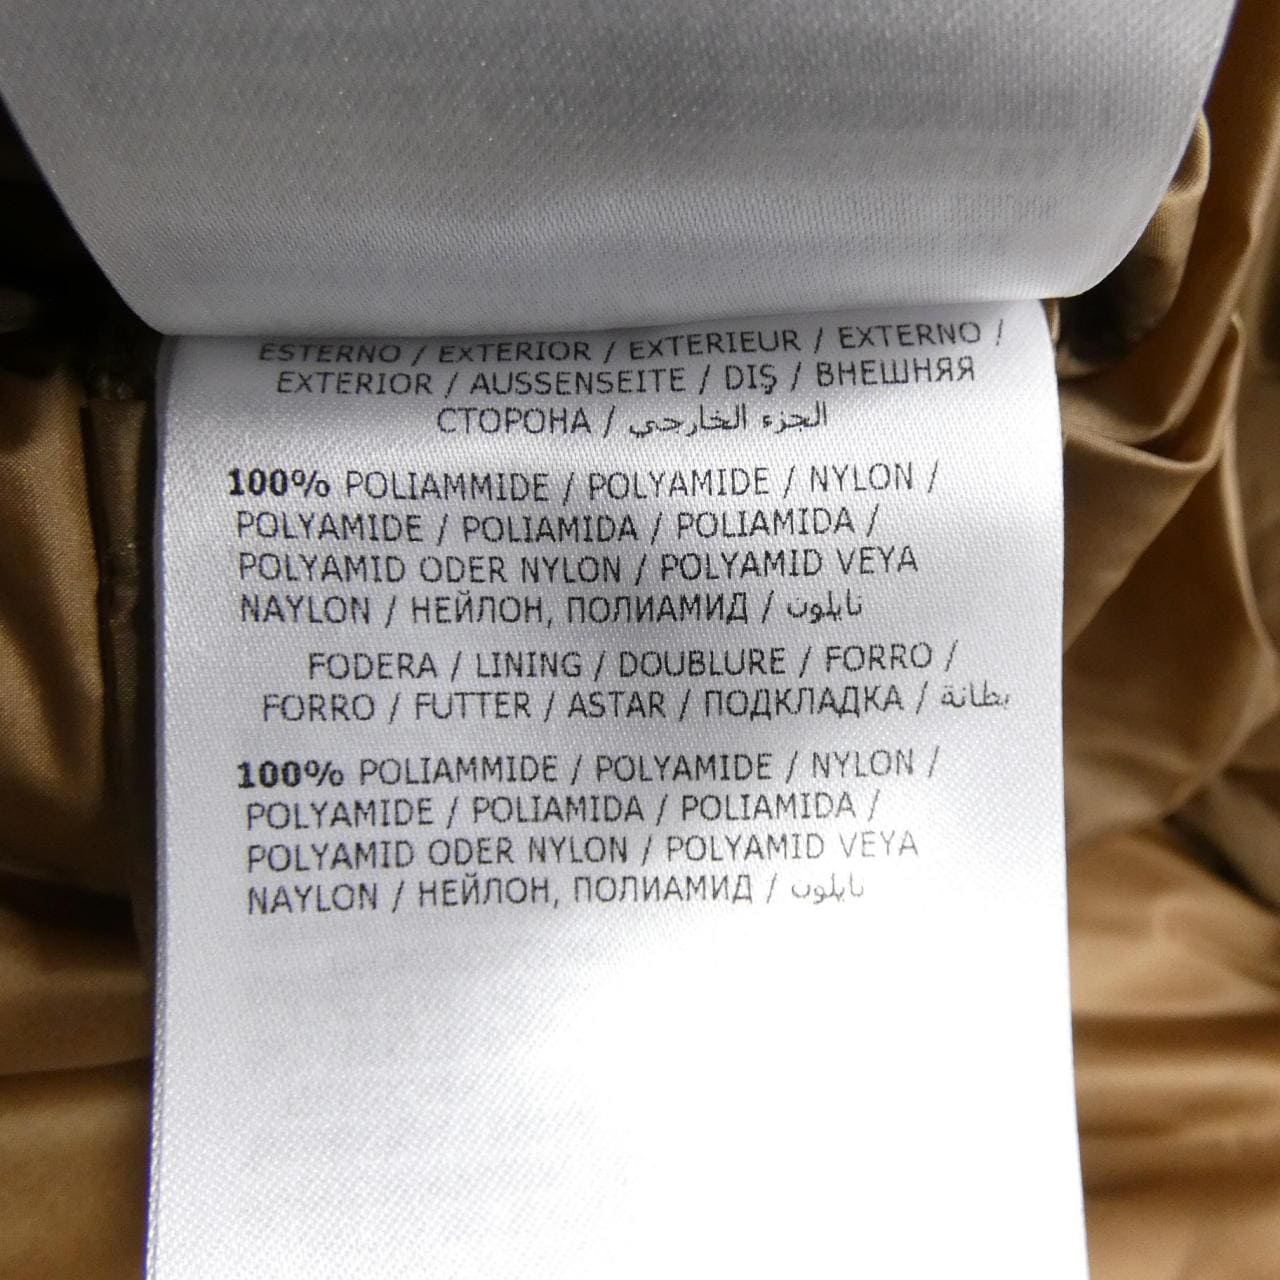 ESTERNO / EXTERIOR / EXTERIEUR / EXTERNO /
EXTERIOR / AUSSENSEITE / DIŞ / ВНЕШНЯЯ
СТОРОНА / الجزء الخارجي
100% POLIAMMIDE / POLYAMIDE / NYLON /
POLYAMIDE / POLIAMIDA / POLIAMIDA /
POLYAMID ODER NYLON / POLYAMID VEYA
NAYLON / НЕЙЛОН, ПОЛИАМИД / نايلون
FODERA / LINING / DOUBLURE / FORRO /
FORRO / FUTTER / ASTAR / ПОДКЛАДКА / بطانة
100% POLIAMMIDE / POLYAMIDE / NYLON /
POLYAMIDE / POLIAMIDA / POLIAMIDA /
POLYAMID ODER NYLON / POLYAMID VEYA
NAYLON / НЕЙЛОН, ПОЛИАМИД / نايلون